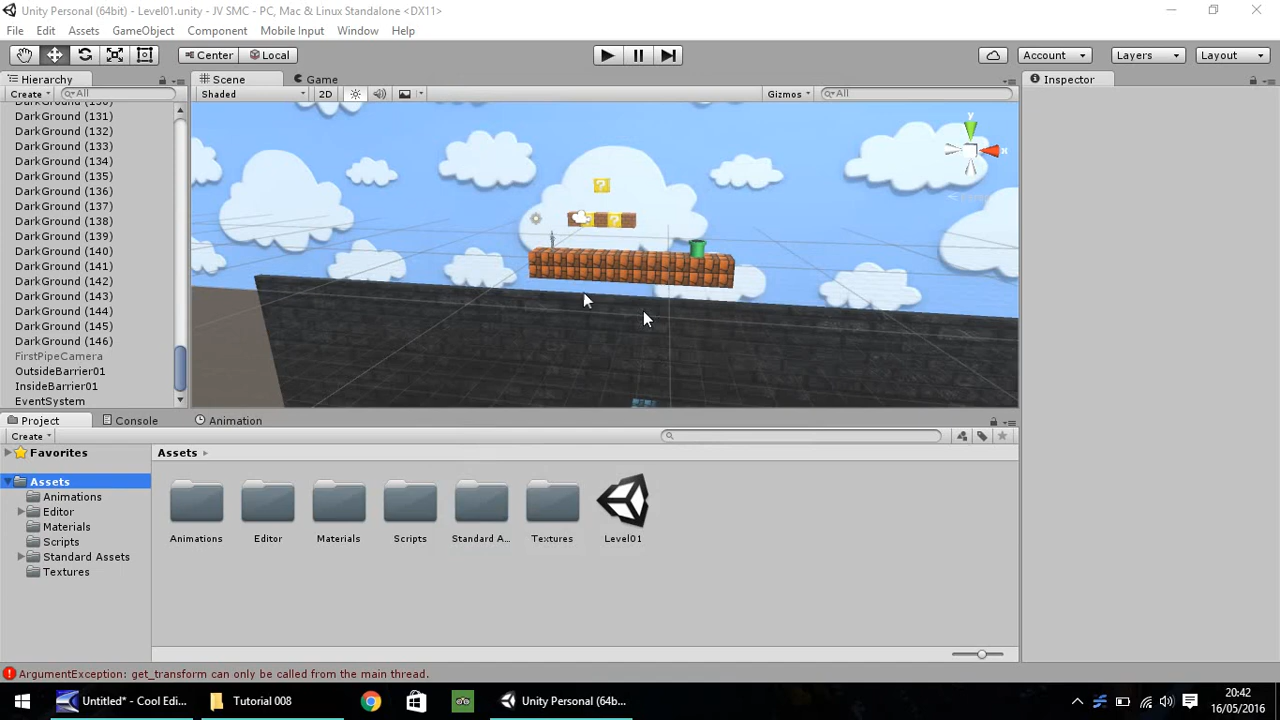 Unity Personal (64bit) - Level01.unity - JV SMC - PC, Mac & Linux Standalone <DX11>
File Edit Assets GameObject Component Mobile Input Window Help
Center Local Account Layers Layout
Hierarchy Scene Game Inspector
Create All Shaded 2D Gizmos All
DarkGround (130)
DarkGround (131)
DarkGround (132)
DarkGround (133)
DarkGround (134)
DarkGround (135)
DarkGround (136)
DarkGround (137)
DarkGround (138)
DarkGround (139)
DarkGround (140)
DarkGround (141)
DarkGround (142)
DarkGround (143)
DarkGround (144)
DarkGround (145)
DarkGround (146)
FirstPipeCamera
OutsideBarrier01
InsideBarrier01
EventSystem
y
x
Project Console Animation
Create
Favorites
Assets
Animations
Editor
Materials
Scripts
Standard Assets
Textures
Assets
Animations Editor Materials Scripts Standard A... Textures Level01
ArgumentException: get_transform can only be called from the main thread.
Untitled* - Cool Edi... Tutorial 008 Unity Personal (64b...
20:42
16/05/2016